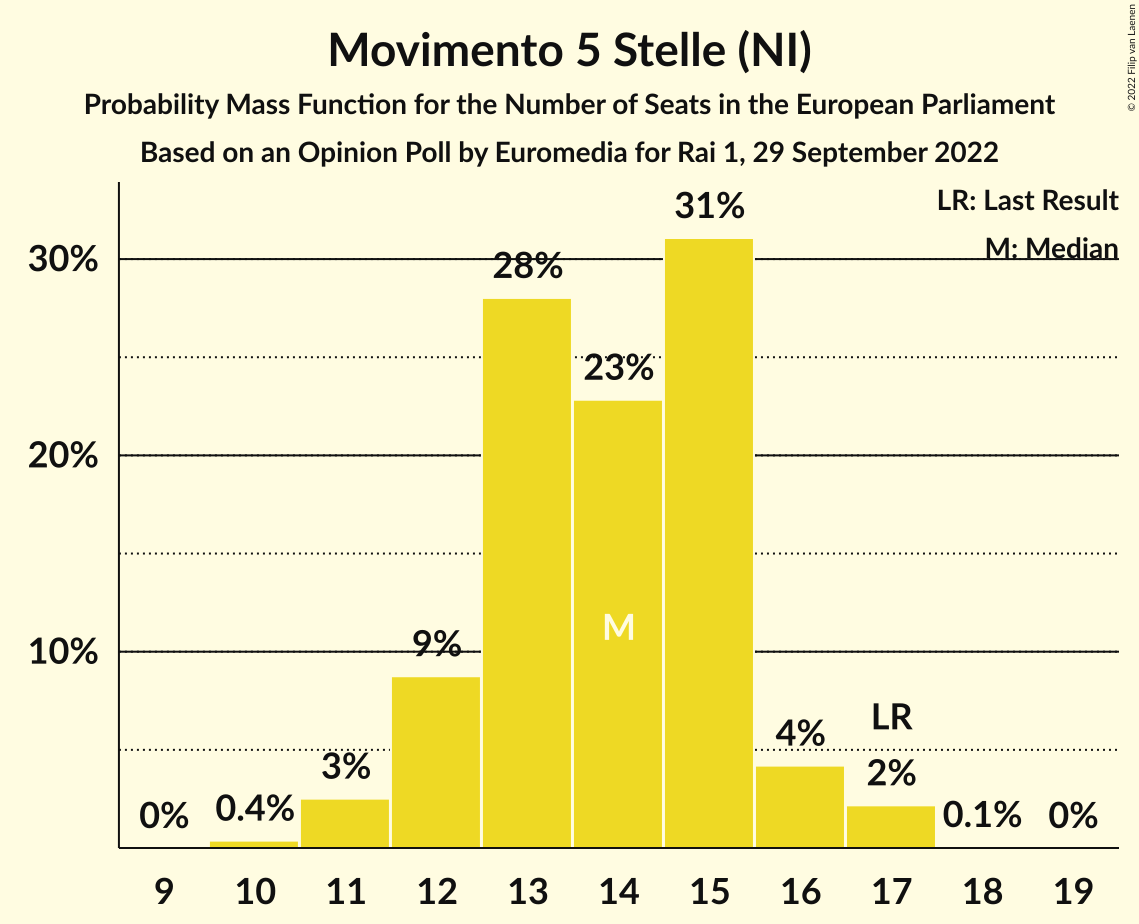 Movimento 5 Stelle (NI)
Probability Mass Function for the Number of Seats in the European Parliament
Based on an Opinion Poll by Euromedia for Rai 1, 29 September 2022
© 2022 Filip van Laenen
LR: Last Result
M: Median
30%
20%
10%
0%
0.4%
3%
9%
28%
23%
31%
4%
2%
0.1%
0%
M
LR
9 10 11 12 13 14 15 16 17 18 19